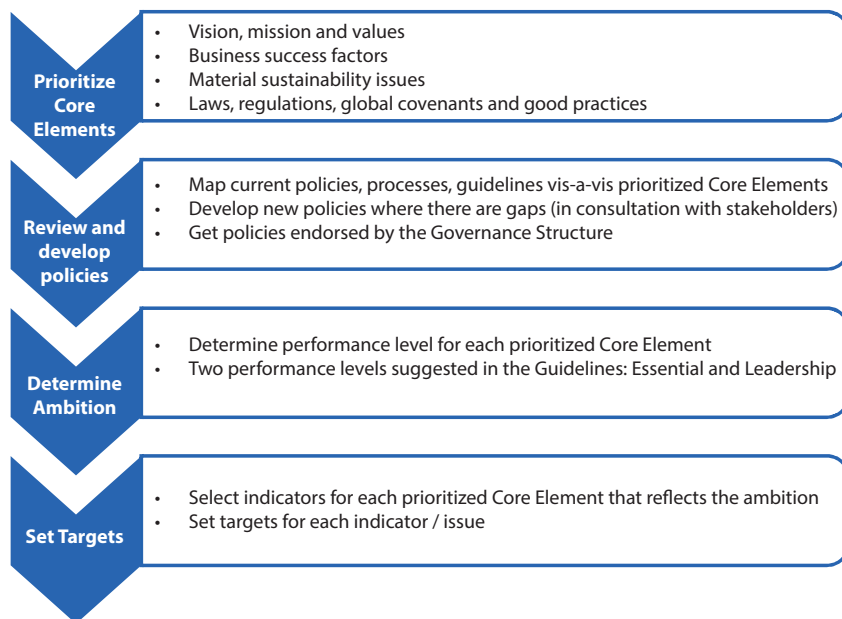 Prioritize
Core
Elements
• Vision, mission and values
• Business success factors
• Material sustainability issues
• Laws, regulations, global covenants and good practices
Review and
develop
policies
• Map current policies, processes, guidelines vis-a-vis prioritized Core Elements
• Develop new policies where there are gaps (in consultation with stakeholders)
• Get policies endorsed by the Governance Structure
Determine
Ambition
• Determine performance level for each prioritized Core Element
• Two performance levels suggested in the Guidelines: Essential and Leadership
Set Targets
• Select indicators for each prioritized Core Element that reflects the ambition
• Set targets for each indicator / issue